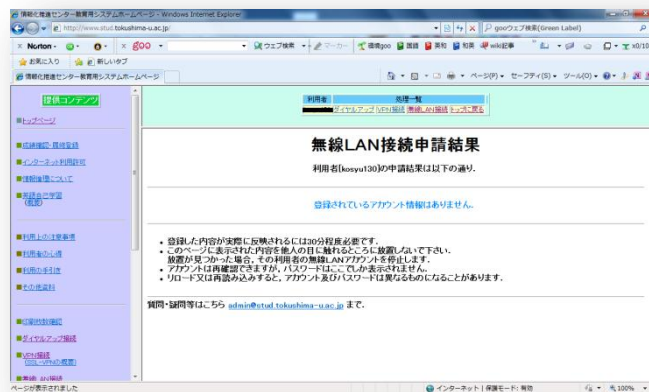 情報化推進センター教育用システムホームページ - Windows Internet Explorer
http://www.stud.tokushima-u.ac.jp/
gooウェブ検索(Green Label)
Norton
goo
ウェブ検索
マーカー
環境goo
国語
英和
和英
wiki記事
x0/10
お気に入り
新しいタブ
情報化推進センター教育用システムホームページ
ページ(P)
セーフティ(S)
ツール(O)
提供コンテンツ
■トップページ
■成績確認・履修登録
■インターネット利用許可
■情報倫理について
■英語自己学習
(概要)
■利用上の注意事項
■利用者の心得
■利用の手引き
■その他資料
■印刷枚数確認
■ダイヤルアップ接続
■VPN接続
(SSL-VPNの概要)
■無線LAN接続
利用者 処理一覧
ダイヤルアップ VPN接続 無線LAN接続 トップに戻る
無線LAN接続申請結果
利用者[kosyu130]の申請結果は以下の通り.
登録されているアカウント情報はありません.
• 登録した内容が実際に反映されるには30分程度必要です.
• このページに表示された内容を他人の目に触れるところに放置しないで下さい.
放置が見つかった場合, その利用者の無線LANアカウントを停止します.
• アカウントは再確認できますが, パスワードはここでしか表示されません.
• リロード又は再読み込みすると, アカウント及びパスワードは異なるものになることがあります.
質問・疑問等はこちら admin@stud.tokushima-u.ac.jp まで.
ページが表示されました
インターネット | 保護モード: 有効
100%